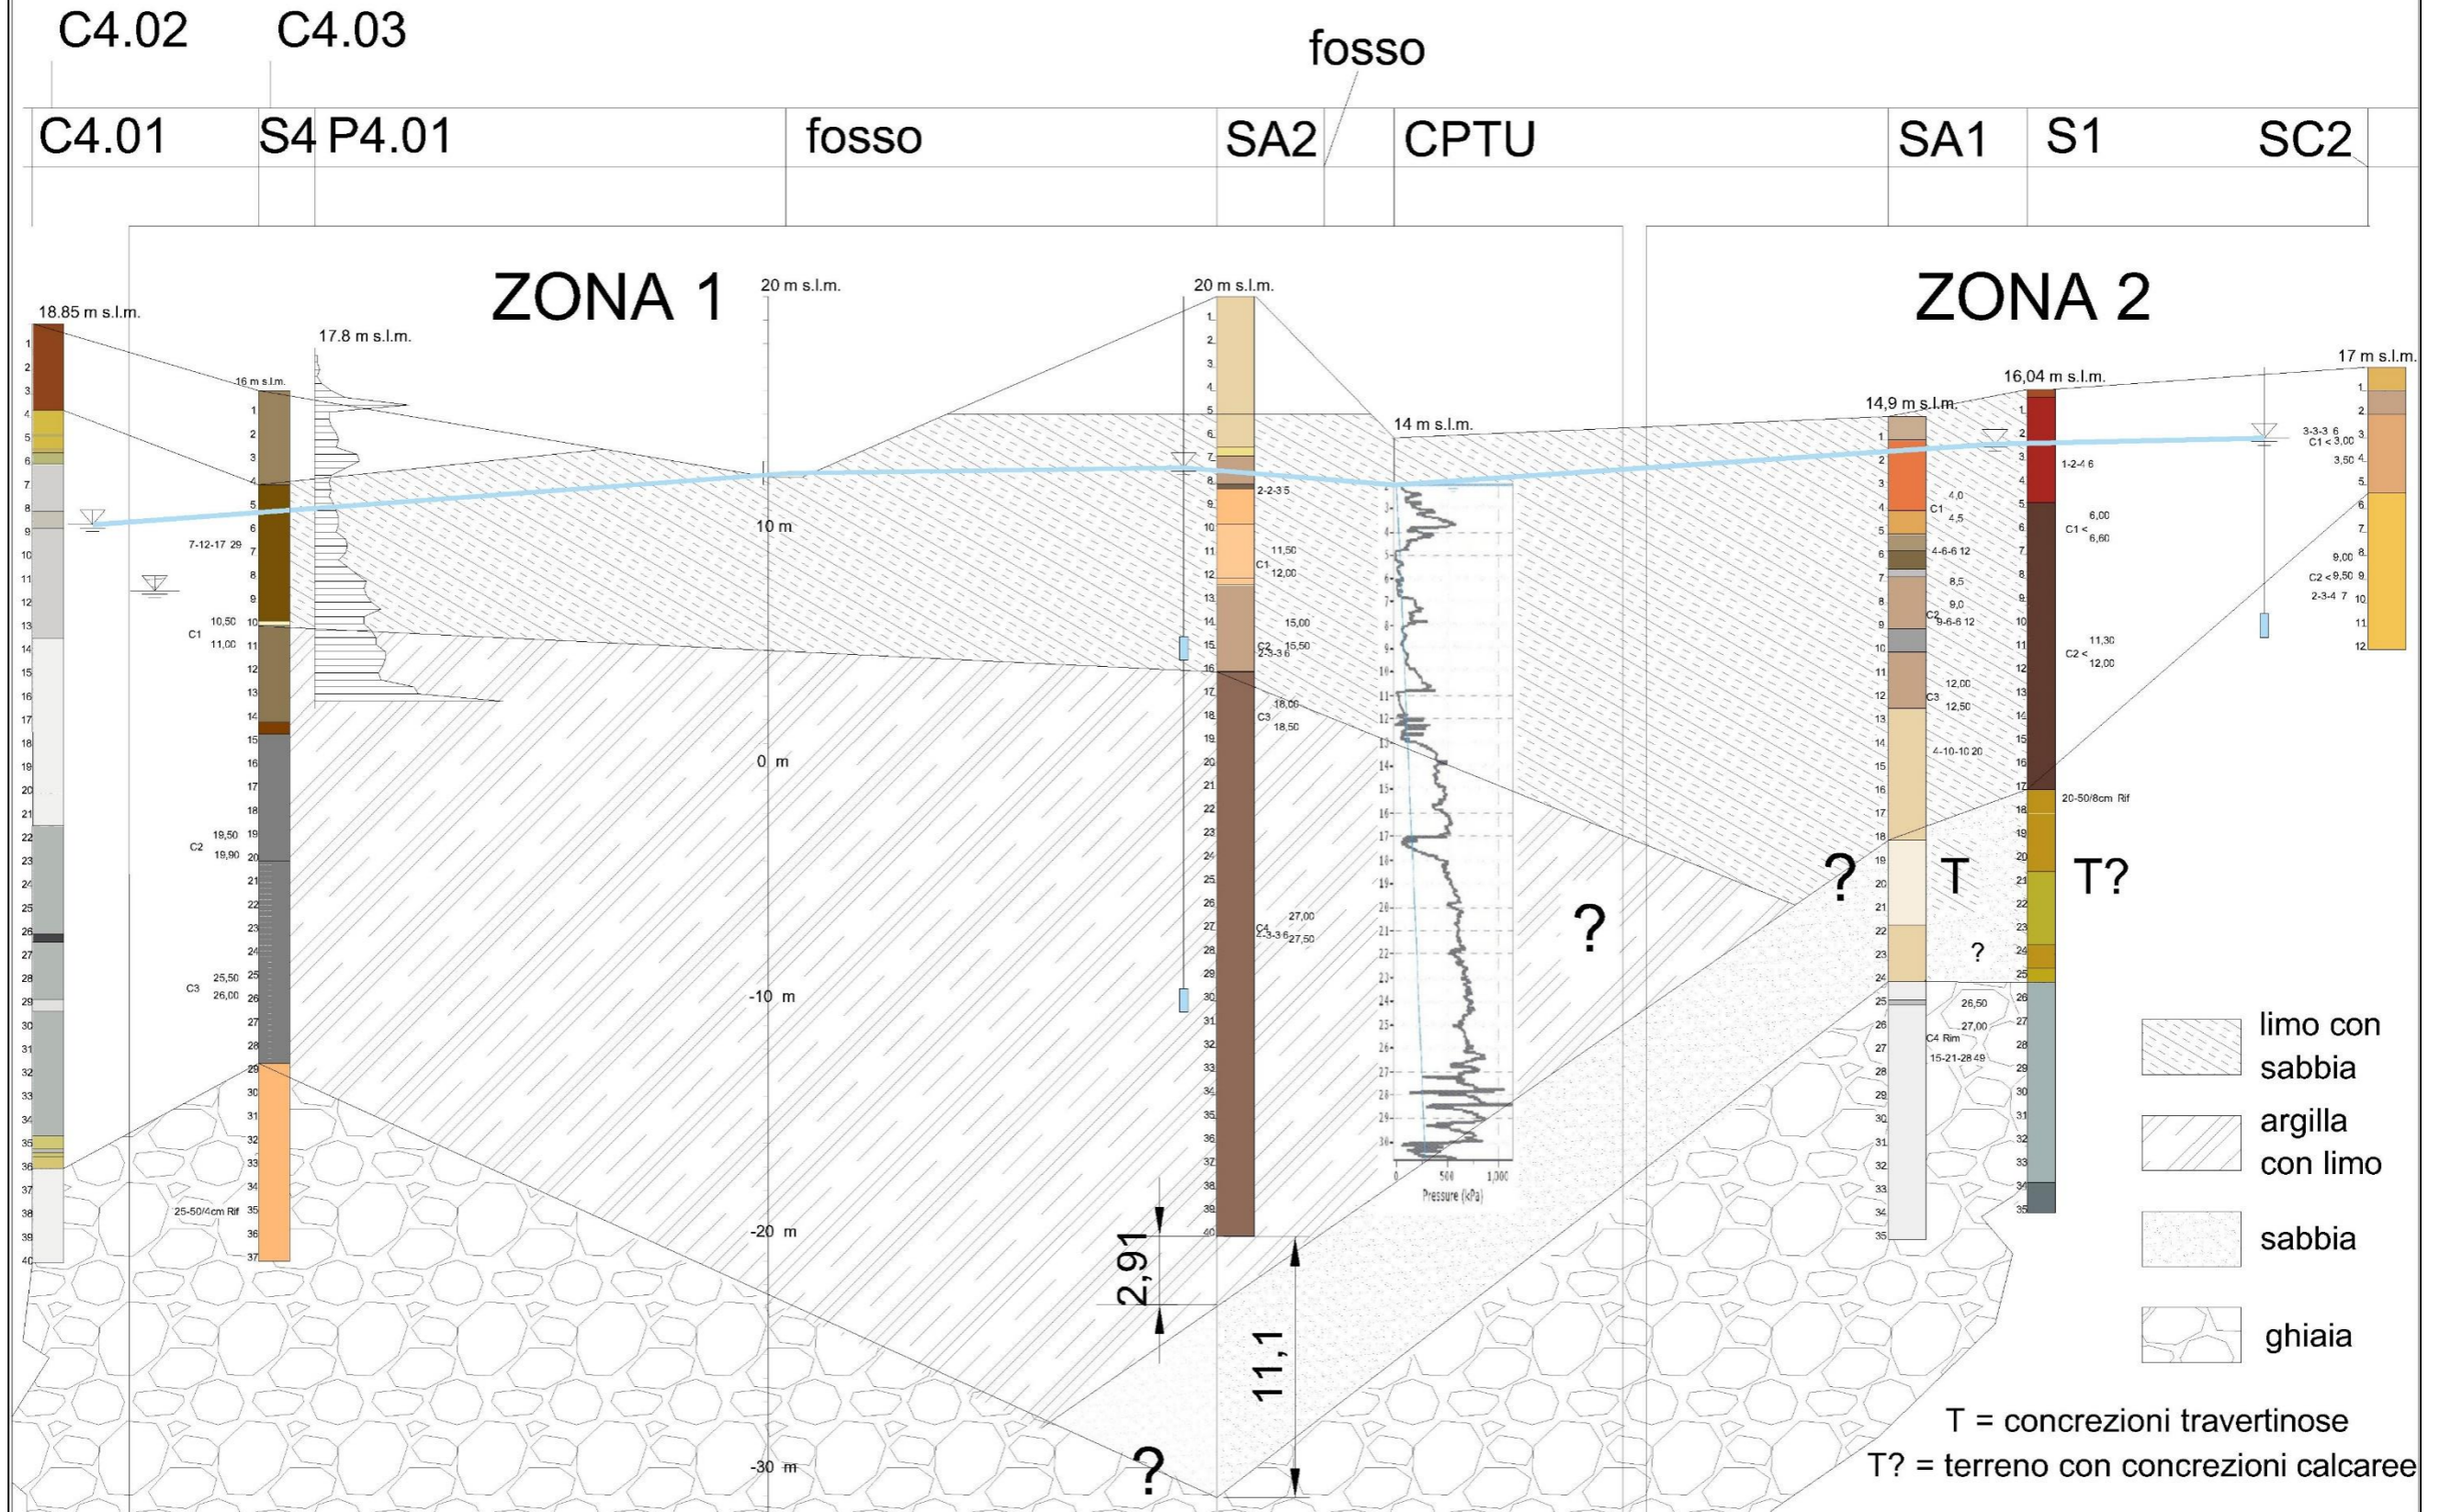 C4.02
C4.03
fosso
C4.01
S4
P4.01
fosso
SA2
CPTU
SA1
S1
SC2
ZONA 1
ZONA 2
18.85 m s.l.m.
16 m s.l.m.
17.8 m s.l.m.
20 m s.l.m.
20 m s.l.m.
14 m s.l.m.
14,9 m s.l.m.
16,04 m s.l.m.
17 m s.l.m.
10 m
0 m
-10 m
-20 m
-30 m
7-12-17 29
10,50
C1
11,00
19,50
C2
19,90
25,50
C3
26,00
25-50/4cm Rif
2-2-3 5
11,50
C1
12,00
15,00
C2
15,50
2-3-3 6
18,00
C3
18,50
27,00
C4
4-3-3 6
27,50
2,91
11,1
0
500
1,000
Pressure (kPa)
4,0
C1
4,5
4-6-6 12
8,5
9,0
C2
9-6-6 12
12,00
C3
12,50
4-10-10 20
26,50
27,00
C4 Rim
15-21-28 49
1-2-4 6
6,00
C1 <
6,60
11,30
C2 <
12,00
20-50/8cm Rif
3-3-3 6
C1 < 3,00
3,50
9,00
C2 < 9,50
2-3-4 7
?
?
T
T?
?
?
limo con
sabbia
argilla
con limo
sabbia
ghiaia
T = concrezioni travertinose
T? = terreno con concrezioni calcaree